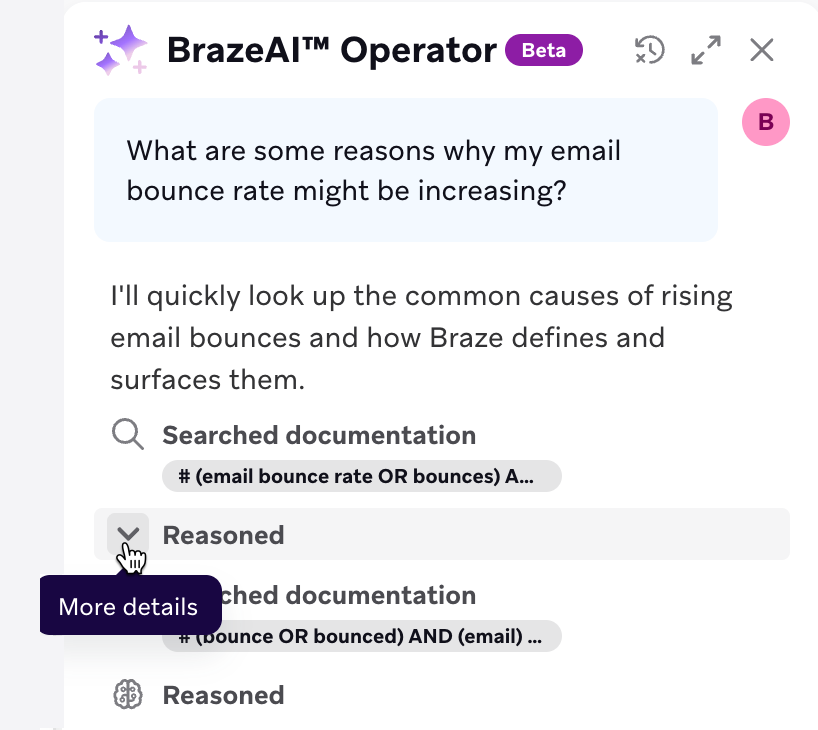 BrazeAI™ Operator Beta
B
What are some reasons why my email
bounce rate might be increasing?
I'll quickly look up the common causes of rising
email bounces and how Braze defines and
surfaces them.
Searched documentation
# (email bounce rate OR bounces) A...
Reasoned
More details
ched documentation
# (bounce OR bounced) AND (email) ...
Reasoned